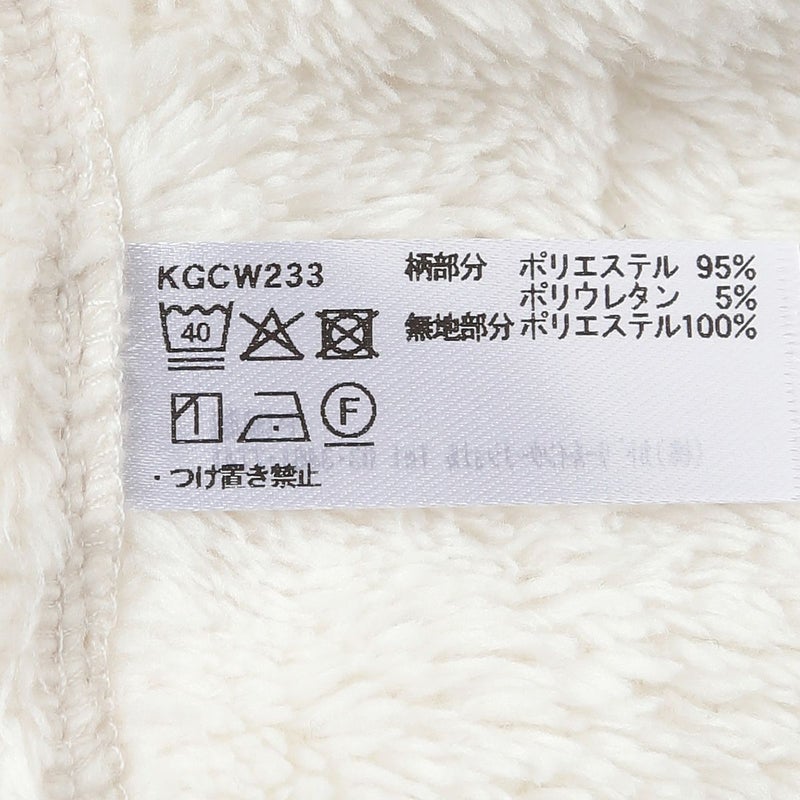 KGCW233
柄部分 ポリエステル 95%
ポリウレタン 5%
無地部分 ポリエステル100%
40
F
・つけ置き禁止